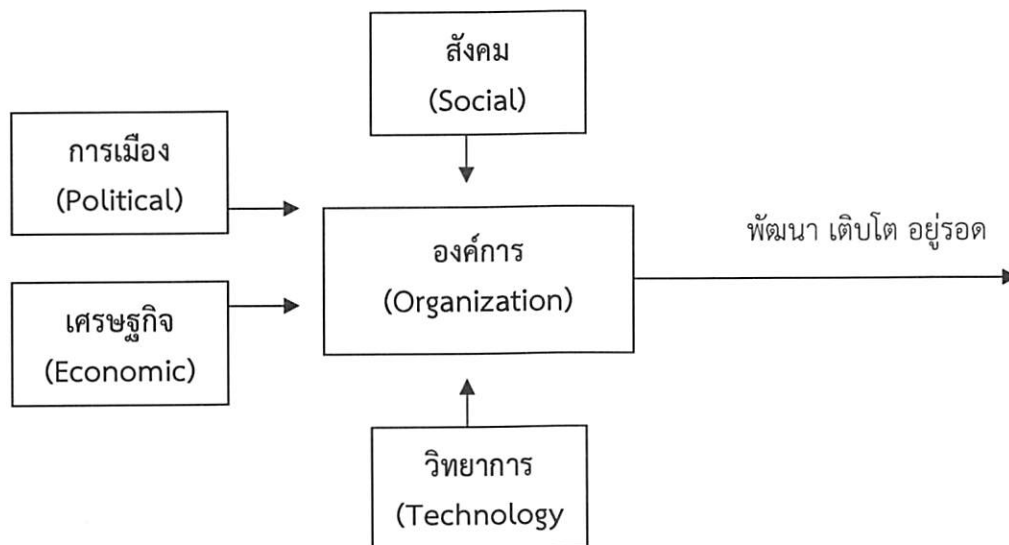 สังคม
(Social)
การเมือง
(Political)
องค์การ
(Organization)
พัฒนา เติบโต อยู่รอด
เศรษฐกิจ
(Economic)
วิทยาการ
(Technology